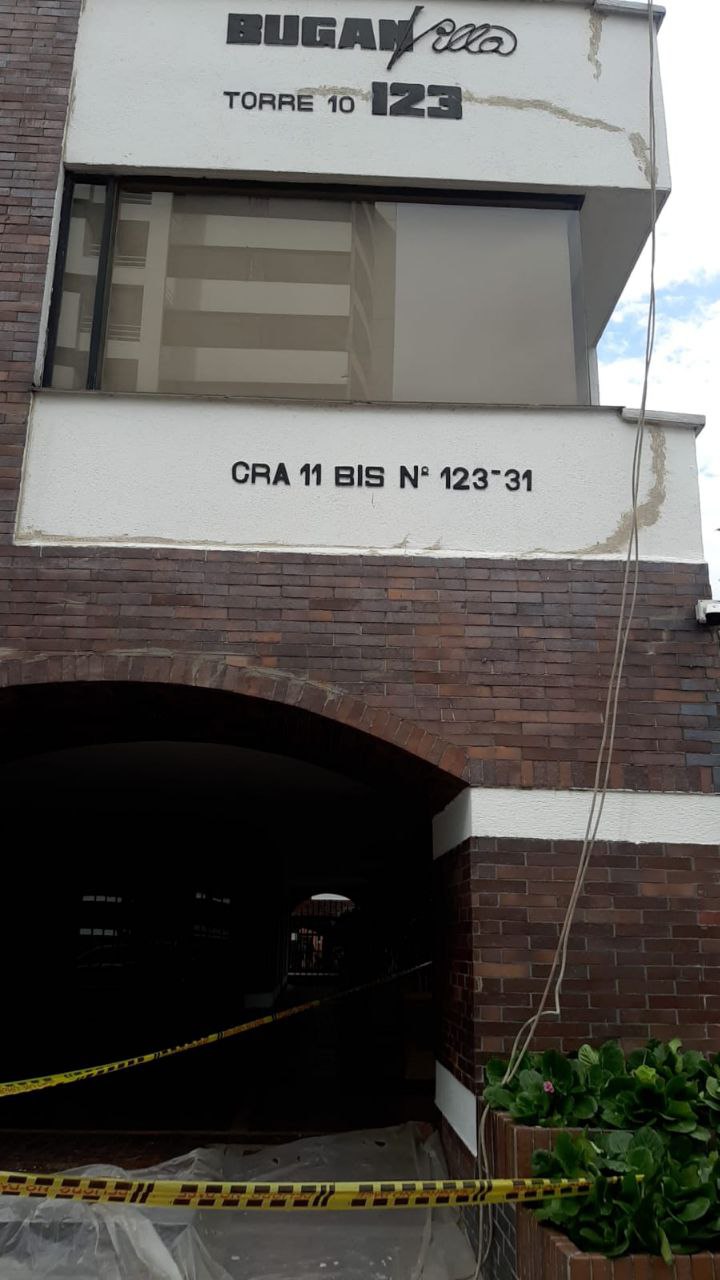 BUGANVilla
TORRE 10 123
CRA 11 BIS Nº 123-31